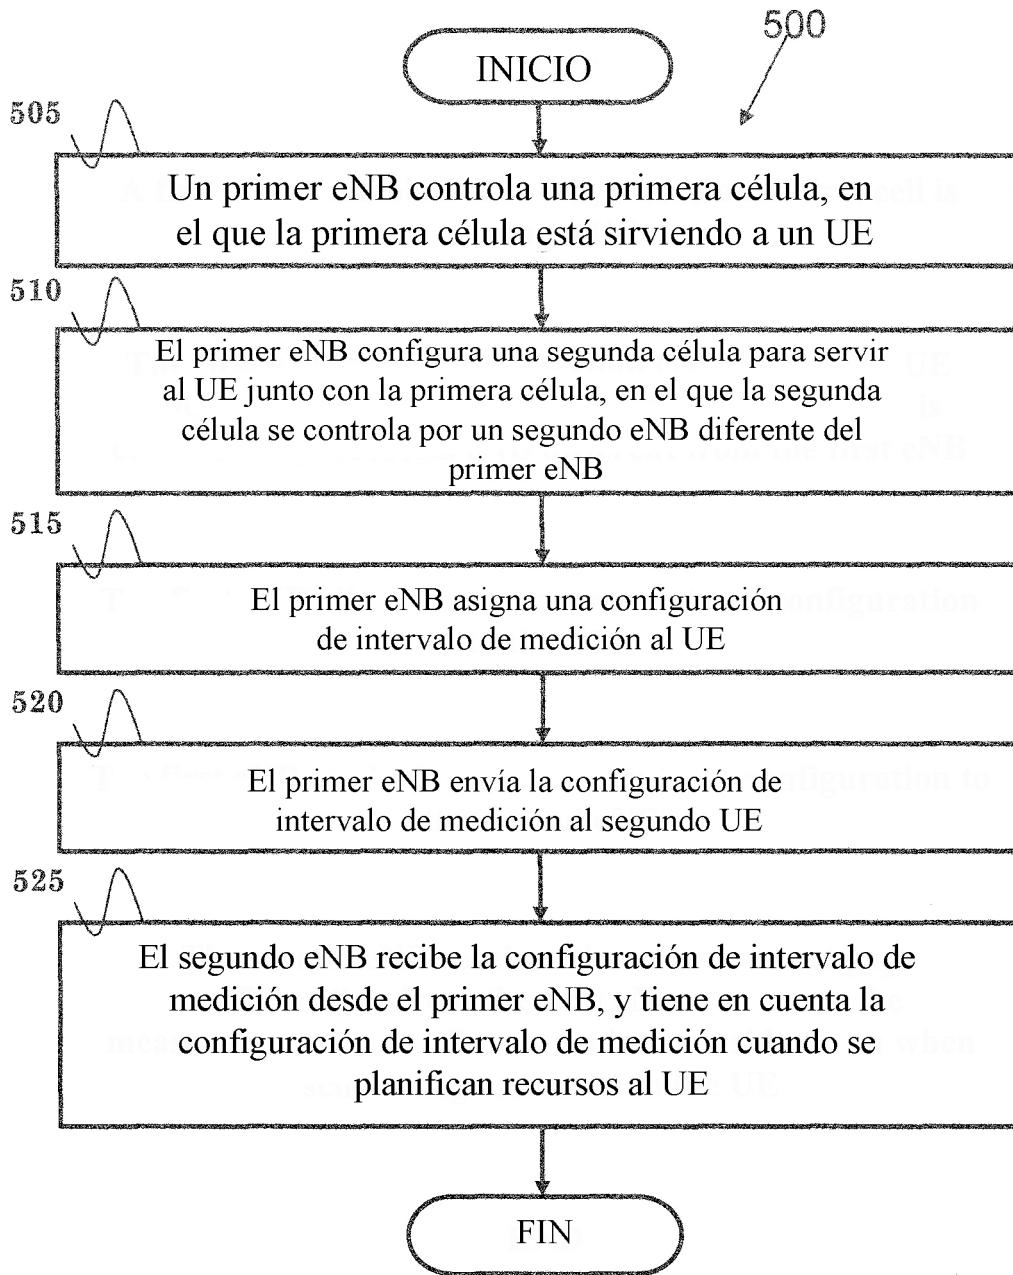 500
INICIO
505
Un primer eNB controla una primera célula, en
el que la primera célula está sirviendo a un UE
510
El primer eNB configura una segunda célula para servir
al UE junto con la primera célula, en el que la segunda
célula se controla por un segundo eNB diferente del
primer eNB
515
El primer eNB asigna una configuración
de intervalo de medición al UE
520
El primer eNB envía la configuración de
intervalo de medición al segundo UE
525
El segundo eNB recibe la configuración de intervalo de
medición desde el primer eNB, y tiene en cuenta la
configuración de intervalo de medición cuando se
planifican recursos al UE
FIN